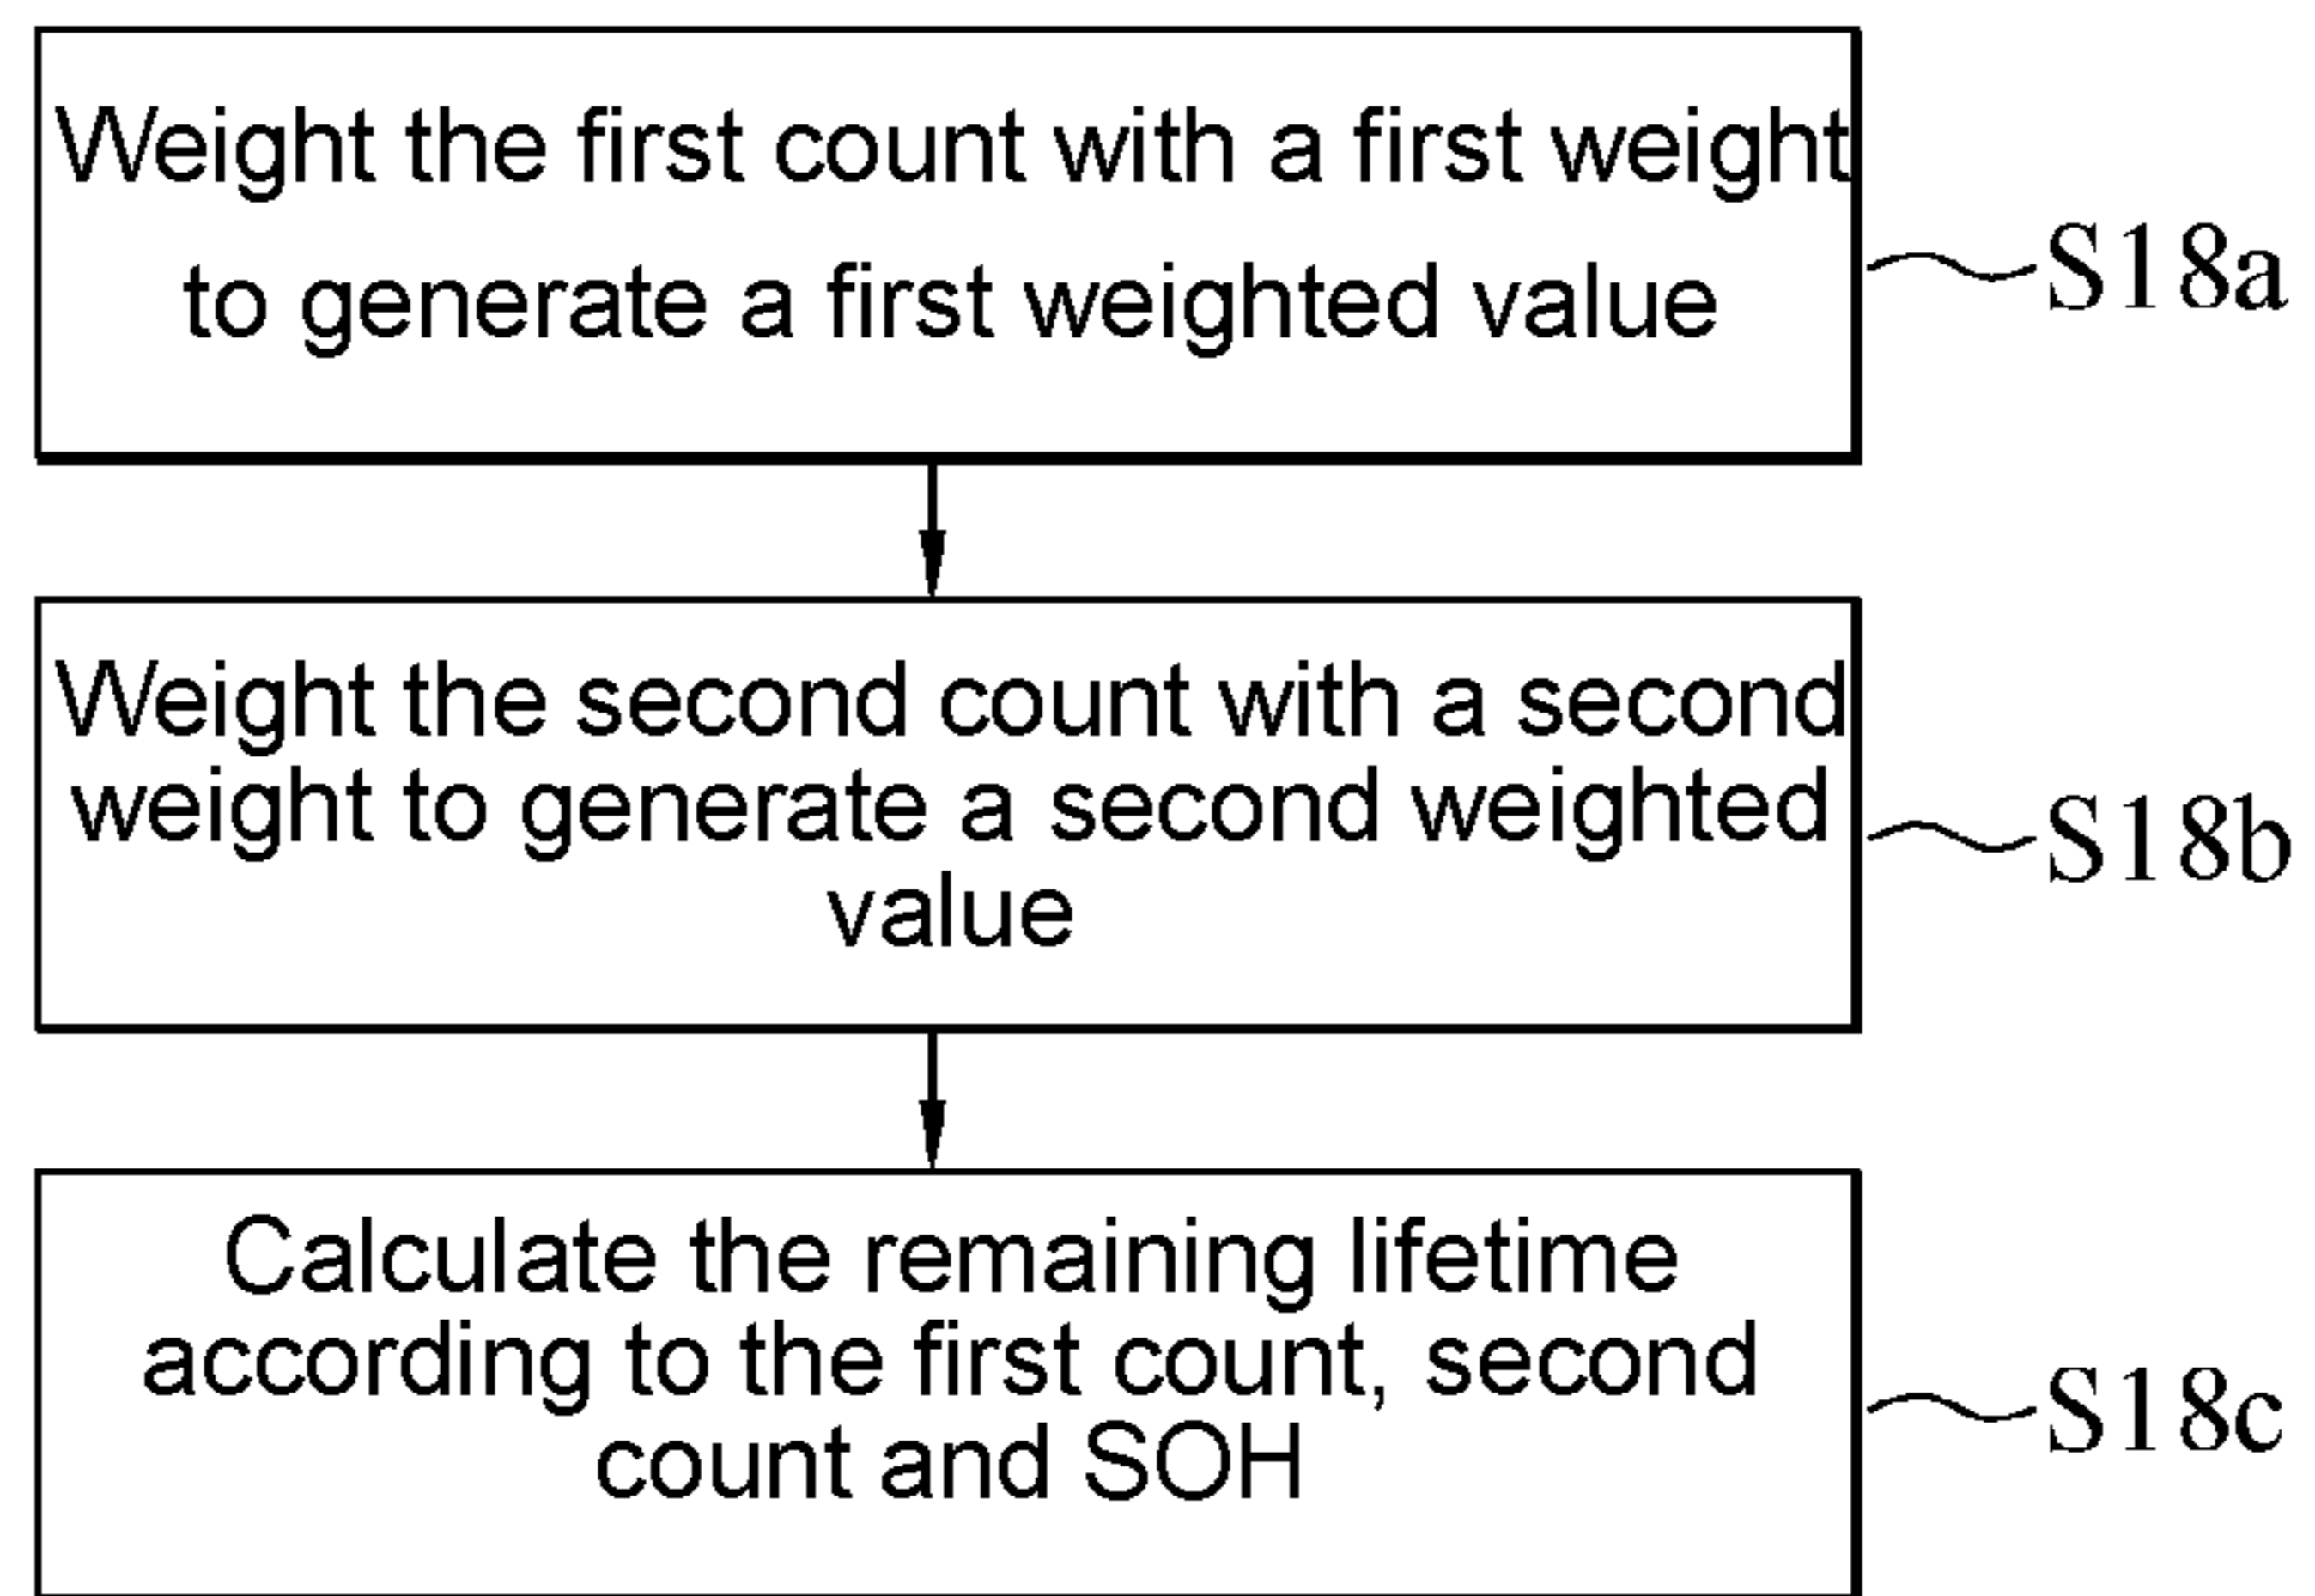 Weight the first count with a first weight
to generate a first weighted value
S18a
Weight the second count with a second
weight to generate a second weighted
value
S18b
Calculate the remaining lifetime
according to the first count, second
count and SOH
S18c